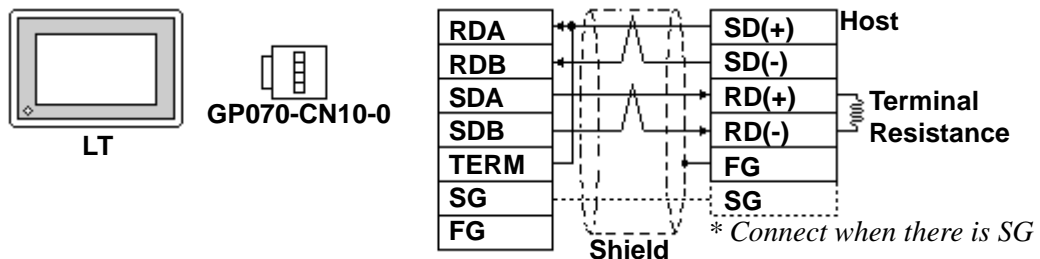 LT
GP070-CN10-0
RDA
RDB
SDA
SDB
TERM
SG
FG
Shield
SD(+)
SD(-)
RD(+)
RD(-)
FG
SG
Host
Terminal
Resistance
* Connect when there is SG